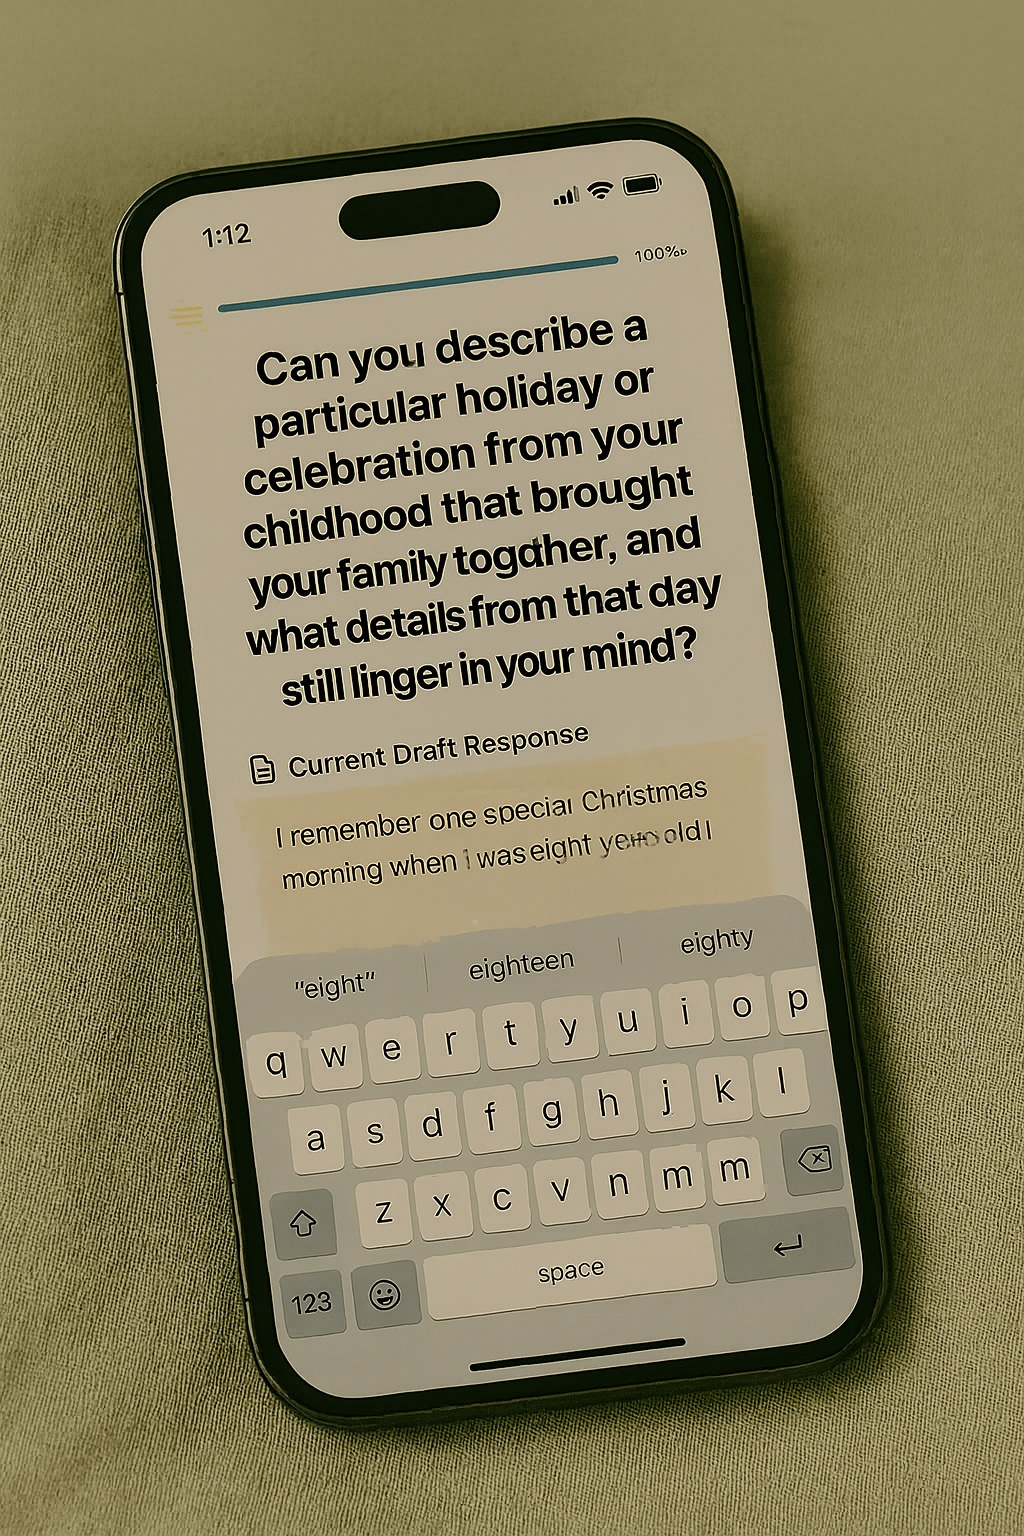 1:12
100%
Can you describe a
particular holiday or
celebration from your
childhood that brought
your family togdher, and
what details from that day
still linger in your mind?
Current Draft Response
I remember one special Christmas
morning when i was eight old I
"eight" eighteen eighty
q w e r t y u i o p
a s d f g h j k l
z x c v n m m
123 space